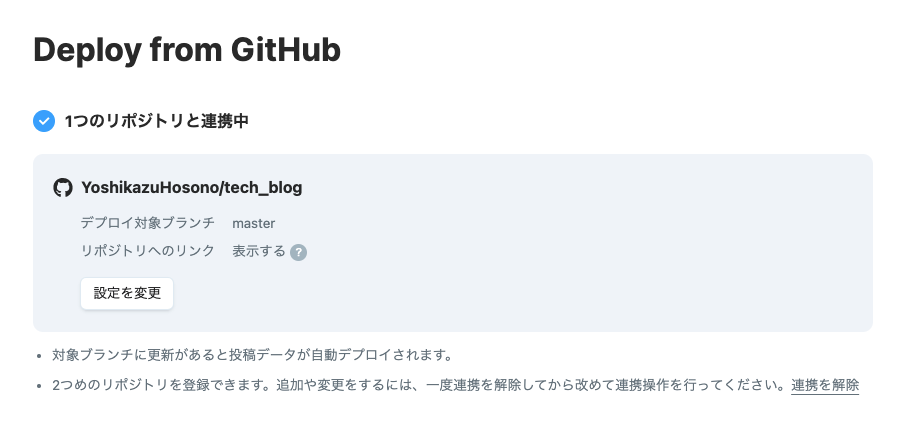 Deploy from GitHub
1つのリポジトリと連携中
YoshikazuHosono/tech_blog
デプロイ対象ブランチ master
リポジトリへのリンク 表示する ?
設定を変更
• 対象ブランチに更新があると投稿データが自動デプロイされます。
• 2つめのリポジトリを登録できます。追加や変更をするには、一度連携を解除してから改めて連携操作を行ってください。連携を解除